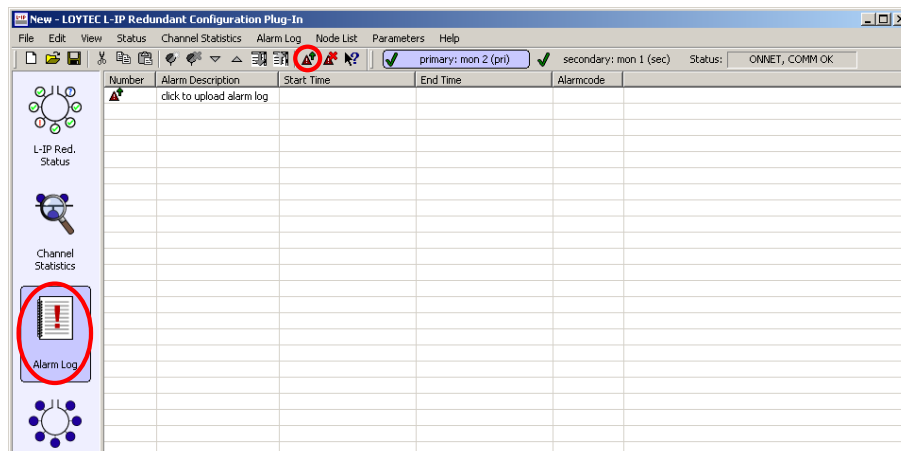 New - LOYTEC L-IP Redundant Configuration Plug-In
File Edit View Status Channel Statistics Alarm Log Node List Parameters Help
primary: mon 2 (pri) secondary: mon 1 (sec) Status: ONNET, COMM OK
Number Alarm Description Start Time End Time Alarmcode
click to upload alarm log
L-IP Red.
Status
Channel
Statistics
Alarm Log